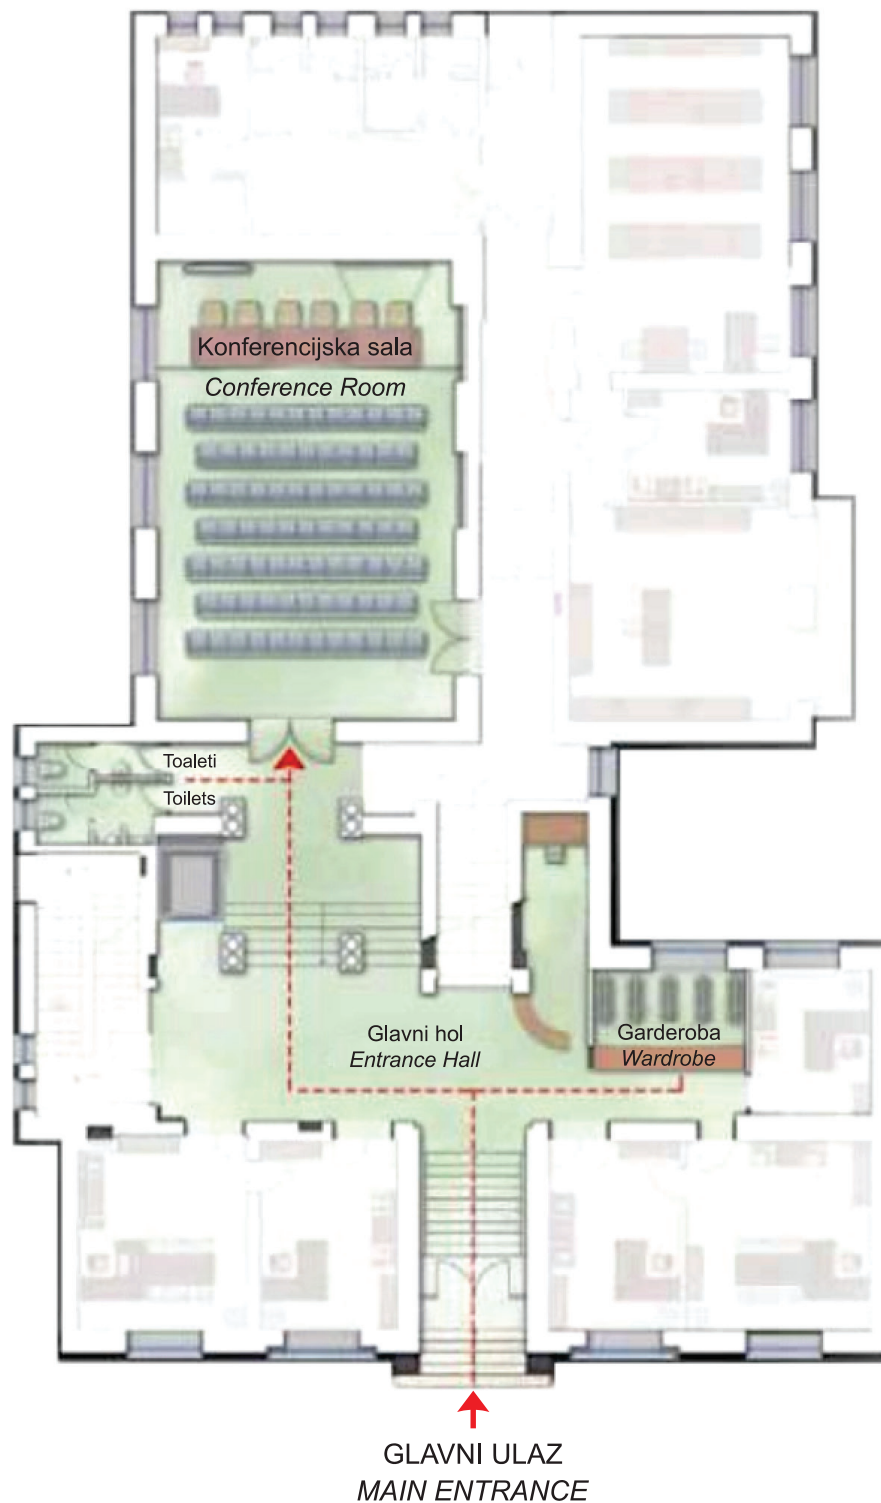 Konferencijska sala
Conference Room
Toaleti
Toilets
Glavni hol
Entrance Hall
Garderoba
Wardrobe
GLAVNI ULAZ
MAIN ENTRANCE